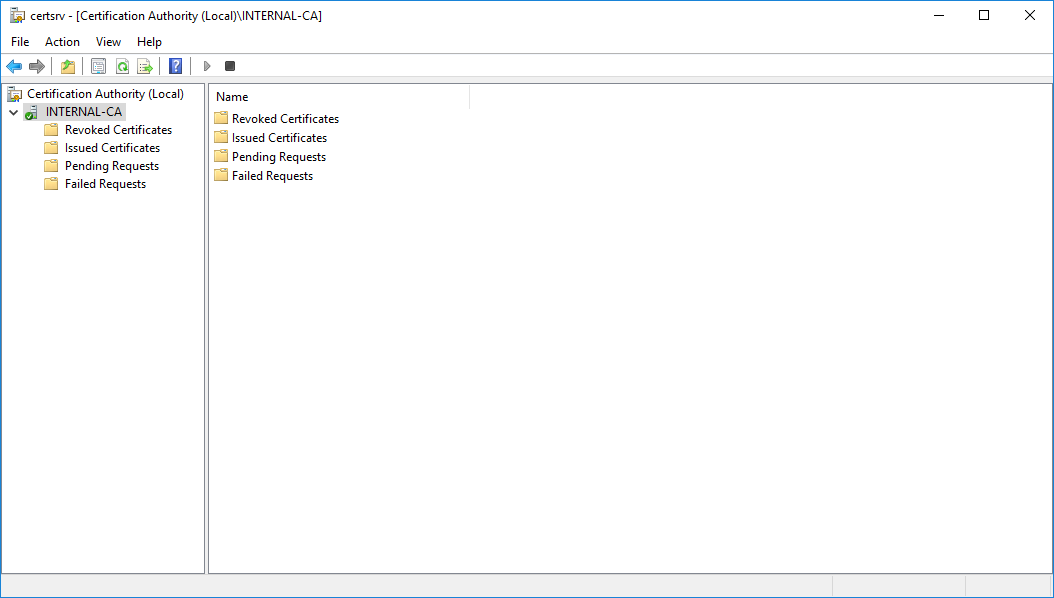 certsrv - [Certification Authority (Local)\INTERNAL-CA]
File Action View Help
Certification Authority (Local)
INTERNAL-CA
Revoked Certificates
Issued Certificates
Pending Requests
Failed Requests
Name
Revoked Certificates
Issued Certificates
Pending Requests
Failed Requests